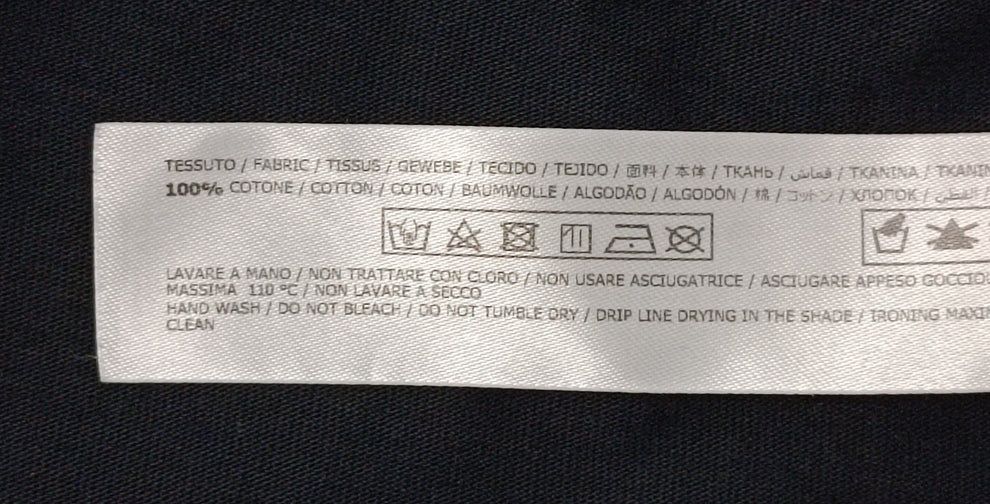 TESSUTO / FABRIC / TISSUS / GEWEBE / TECIDO / TEJIDO / 面料 / 本体 / ТКАНЬ / قماش / TKANINA /
100% COTONE / COTTON / COTON / BAUMWOLLE / ALGODÃO / ALGODÓN / 棉 / コットン / ХЛОПОК /
LAVARE A MANO / NON TRATTARE CON CLORO / NON USARE ASCIUGATRICE / ASCIUGARE APPESO
MASSIMA 110 °C / NON LAVARE A SECCO
HAND WASH / DO NOT BLEACH / DO NOT TUMBLE DRY / DRIP LINE DRYING IN THE SHADE / IRONING
CLEAN